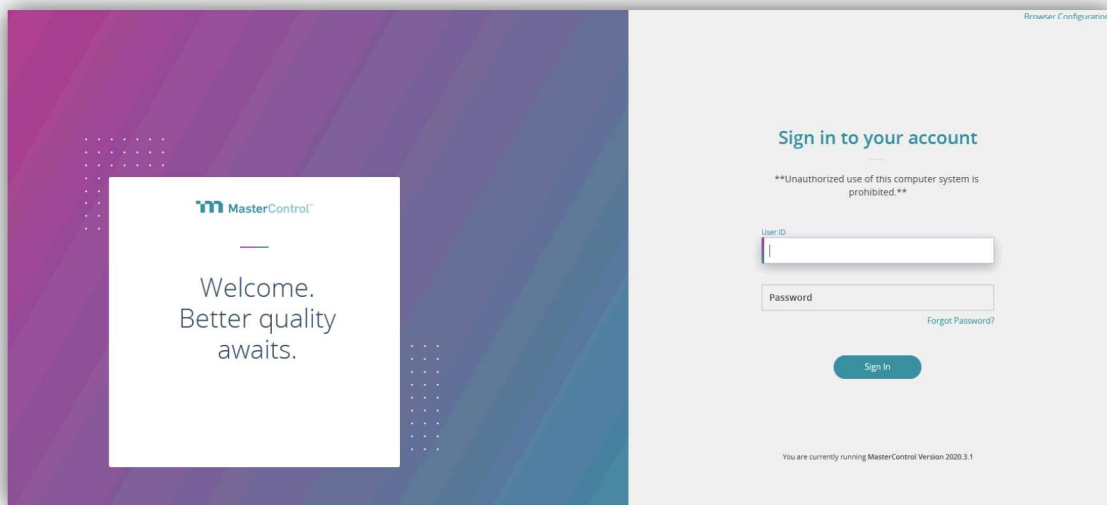 Browser Configuration
MasterControl™
Welcome.
Better quality
awaits.
Sign in to your account
**Unauthorized use of this computer system is
prohibited.**
User ID
Password
Forgot Password?
Sign In
You are currently running MasterControl Version 2020.3.1